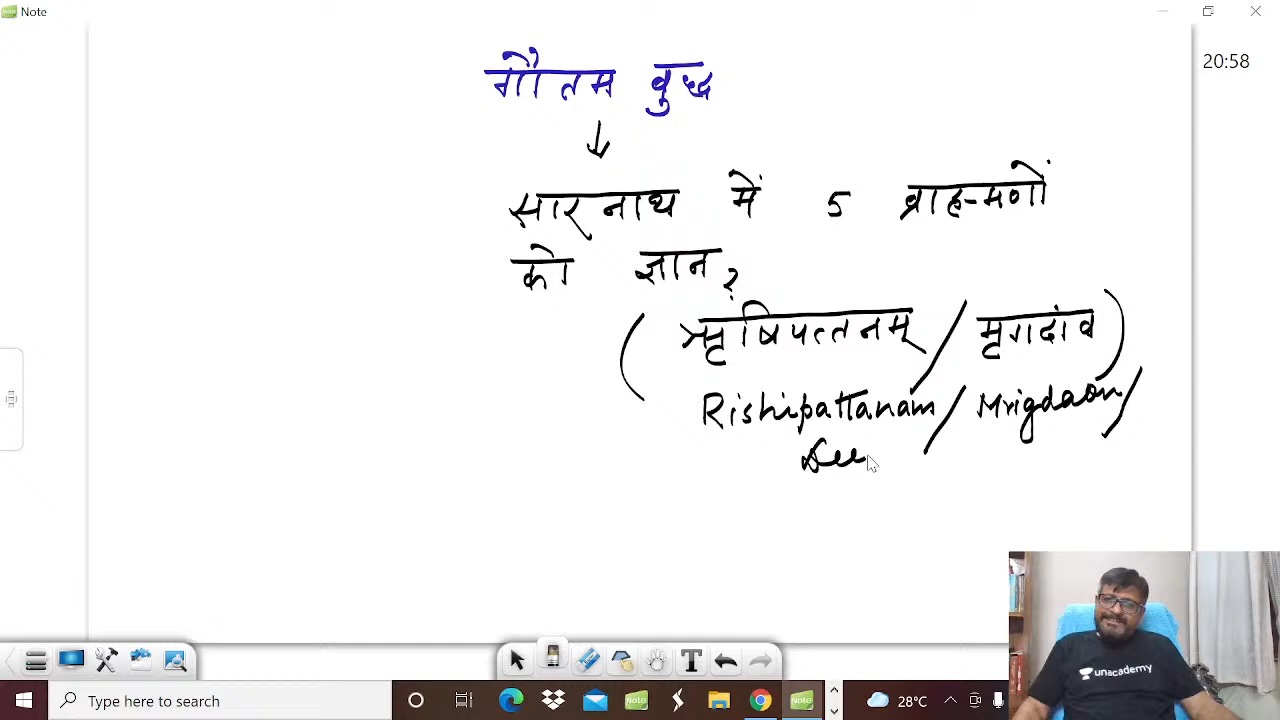 Note
20:58
गौतम बुद्ध
↓
सारनाथ में 5 ब्राह्मणों
को ज्ञान,
(ऋषिपत्तनम् / मृगदांव)
Rishipattanam / Mrigdaon /
Dee
unacademy
Type here to search
28°C